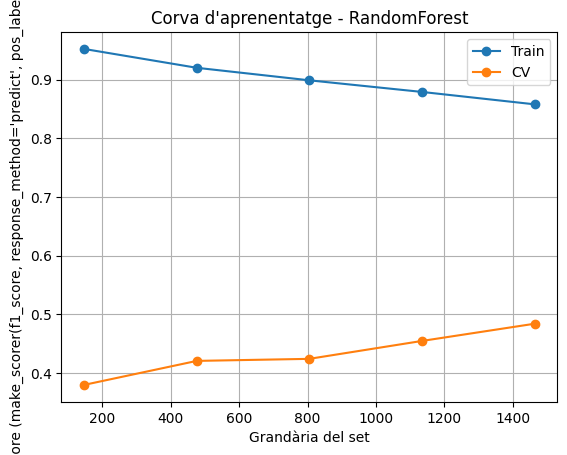 Corva d'aprenentatge - RandomForest
ore (make_scorer(f1_score, response_method='predict', pos_labe
Train
CV
0.9
0.8
0.7
0.6
0.5
0.4
200 400 600 800 1000 1200 1400
Grandària del set